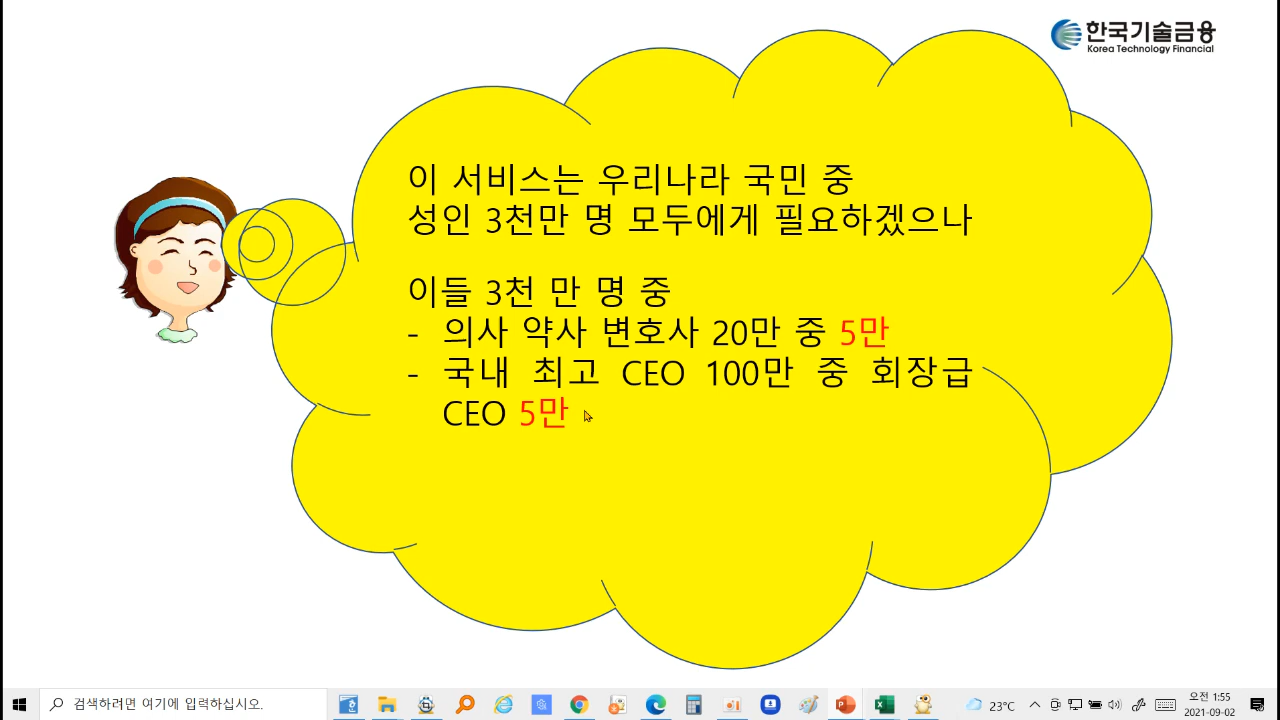 한국기술금융
Korea Technology Financial
이 서비스는 우리나라 국민 중
성인 3천만 명 모두에게 필요하겠으나
이들 3천 만 명 중
- 의사 약사 변호사 20만 중 5만
- 국내 최고 CEO 100만 중 회장급
CEO 5만
검색하려면 여기에 입력하십시오.
23°C
오전 1:55
2021-09-02